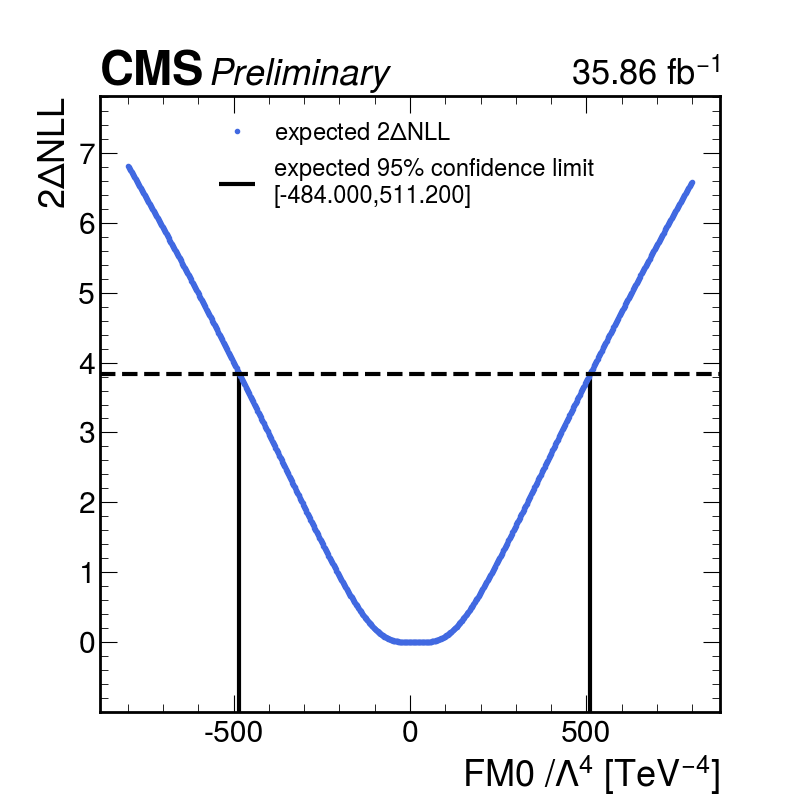 CMS Preliminary 35.86 fb⁻¹
2ΔNLL
expected 2ΔNLL
expected 95% confidence limit
[-484.000,511.200]
7
6
5
4
3
2
1
0
-500 0 500
FM0 /Λ⁴ [TeV⁻⁴]